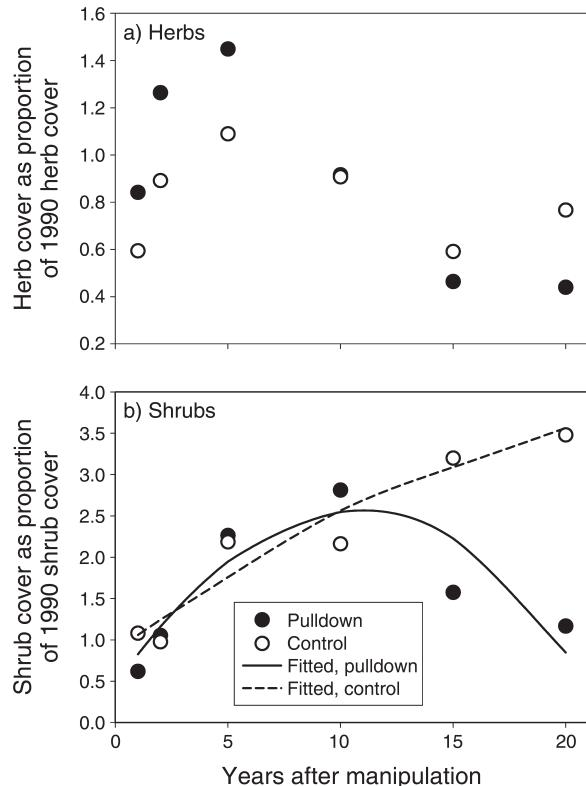 a) Herbs
Herb cover as proportion
of 1990 herb cover
1.6
1.4
1.2
1.0
0.8
0.6
0.4
0.2
b) Shrubs
Shrub cover as proportion
of 1990 shrub cover
4.0
3.5
3.0
2.5
2.0
1.5
1.0
0.5
0.0
Pulldown
Control
Fitted, pulldown
Fitted, control
0 5 10 15 20
Years after manipulation